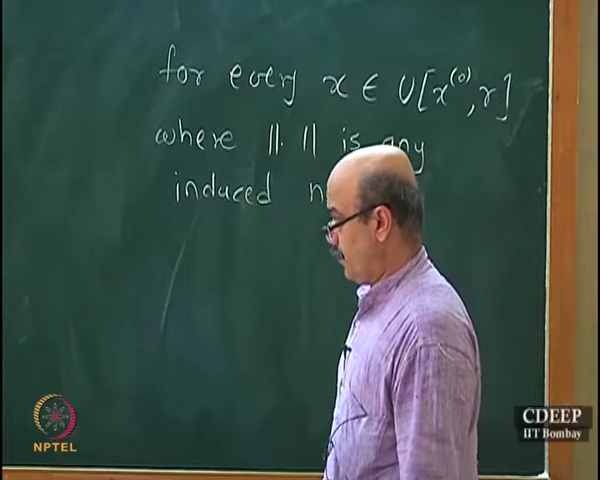 for every x ∈ U[x⁽⁰⁾, r]
where ||·|| is any
induced n
NPTEL
CDEEP
IIT Bombay